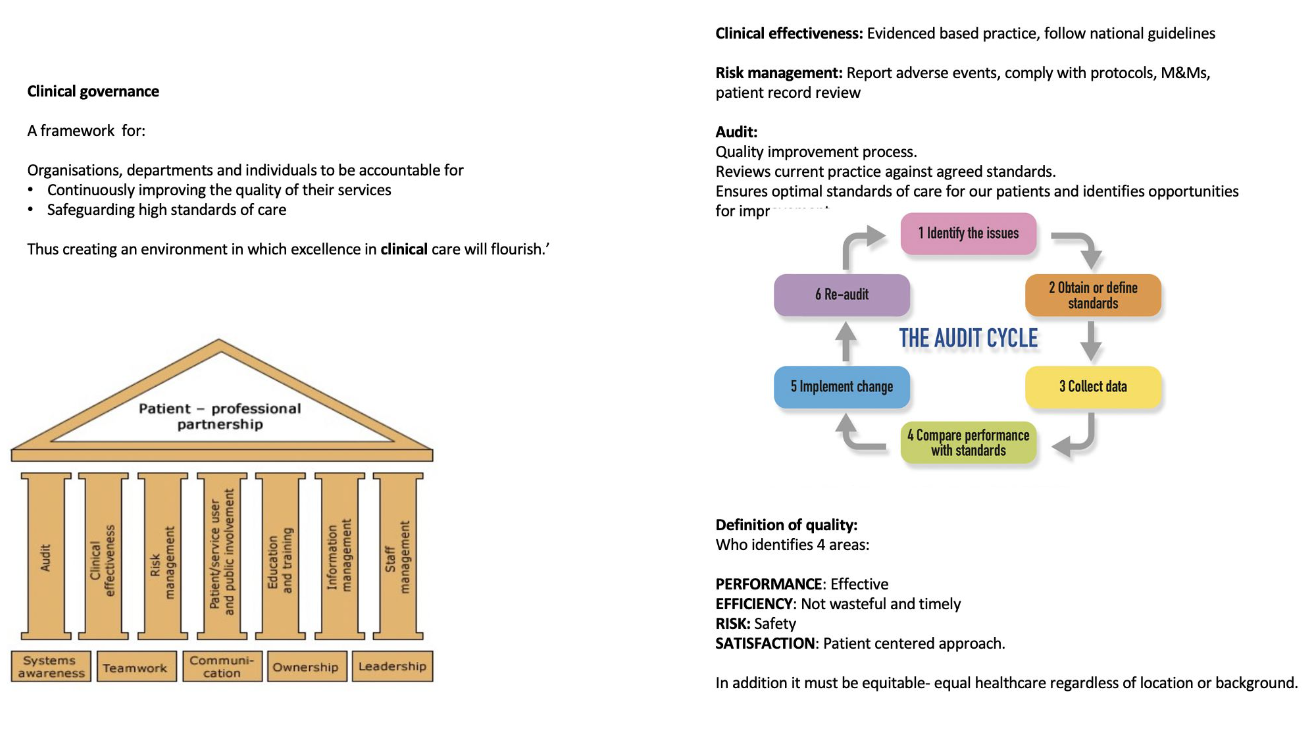 Clinical governance
A framework for:
Organisations, departments and individuals to be accountable for
• Continuously improving the quality of their services
• Safeguarding high standards of care
Thus creating an environment in which excellence in clinical care will flourish.’
Patient – professional
partnership
Audit
Clinical
effectiveness
Risk
management
Patient/service user
and public involvement
Education
and training
Information
management
Staff
management
Systems
awareness
Teamwork
Communi-
cation
Ownership
Leadership
Clinical effectiveness: Evidenced based practice, follow national guidelines
Risk management: Report adverse events, comply with protocols, M&Ms,
patient record review
Audit:
Quality improvement process.
Reviews current practice against agreed standards.
Ensures optimal standards of care for our patients and identifies opportunities
for
1 Identify the issues
2 Obtain or define
standards
3 Collect data
4 Compare performance
with standards
5 Implement change
6 Re-audit
THE AUDIT CYCLE
Definition of quality:
Who identifies 4 areas:
PERFORMANCE: Effective
EFFICIENCY: Not wasteful and timely
RISK: Safety
SATISFACTION: Patient centered approach.
In addition it must be equitable- equal healthcare regardless of location or background.